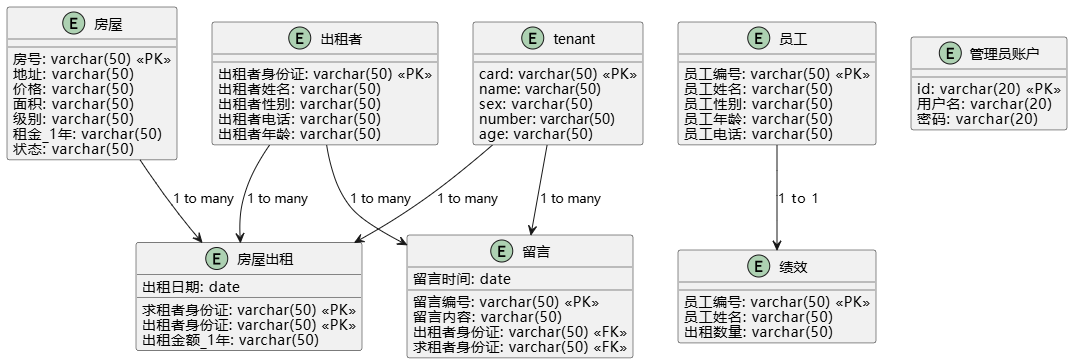 E 房屋
房号: varchar(50) «PK»
地址: varchar(50)
价格: varchar(50)
面积: varchar(50)
级别: varchar(50)
租金_1年: varchar(50)
状态: varchar(50)
E 出租者
出租者身份证: varchar(50) «PK»
出租者姓名: varchar(50)
出租者性别: varchar(50)
出租者电话: varchar(50)
出租者年龄: varchar(50)
E tenant
card: varchar(50) «PK»
name: varchar(50)
sex: varchar(50)
number: varchar(50)
age: varchar(50)
E 员工
员工编号: varchar(50) «PK»
员工姓名: varchar(50)
员工性别: varchar(50)
员工年龄: varchar(50)
员工电话: varchar(50)
E 管理员账户
id: varchar(20) «PK»
用户名: varchar(20)
密码: varchar(20)
1 to many
1 to many
1 to many
1 to many
1 to many
1 to 1
E 房屋出租
出租日期: date
求租者身份证: varchar(50) «PK»
出租者身份证: varchar(50) «PK»
出租金额_1年: varchar(50)
E 留言
留言时间: date
留言编号: varchar(50) «PK»
留言内容: varchar(50)
出租者身份证: varchar(50) «FK»
求租者身份证: varchar(50) «FK»
E 绩效
员工编号: varchar(50) «PK»
员工姓名: varchar(50)
出租数量: varchar(50)